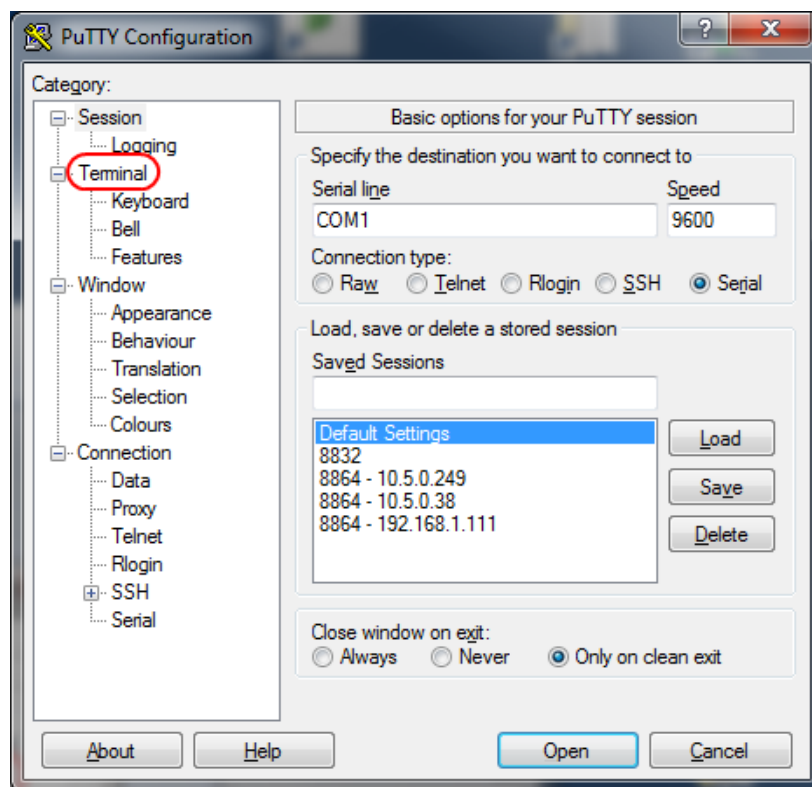 PuTTY Configuration
?
X
Category:
Session
Logging
Terminal
Keyboard
Bell
Features
Window
Appearance
Behaviour
Translation
Selection
Colours
Connection
Data
Proxy
Telnet
Rlogin
SSH
Serial
Basic options for your PuTTY session
Specify the destination you want to connect to
Serial line Speed
COM1 9600
Connection type:
Raw Telnet Rlogin SSH Serial
Load, save or delete a stored session
Saved Sessions
Default Settings
8832
8864 - 10.5.0.249
8864 - 10.5.0.38
8864 - 192.168.1.111
Load
Save
Delete
Close window on exit:
Always Never Only on clean exit
About Help Open Cancel